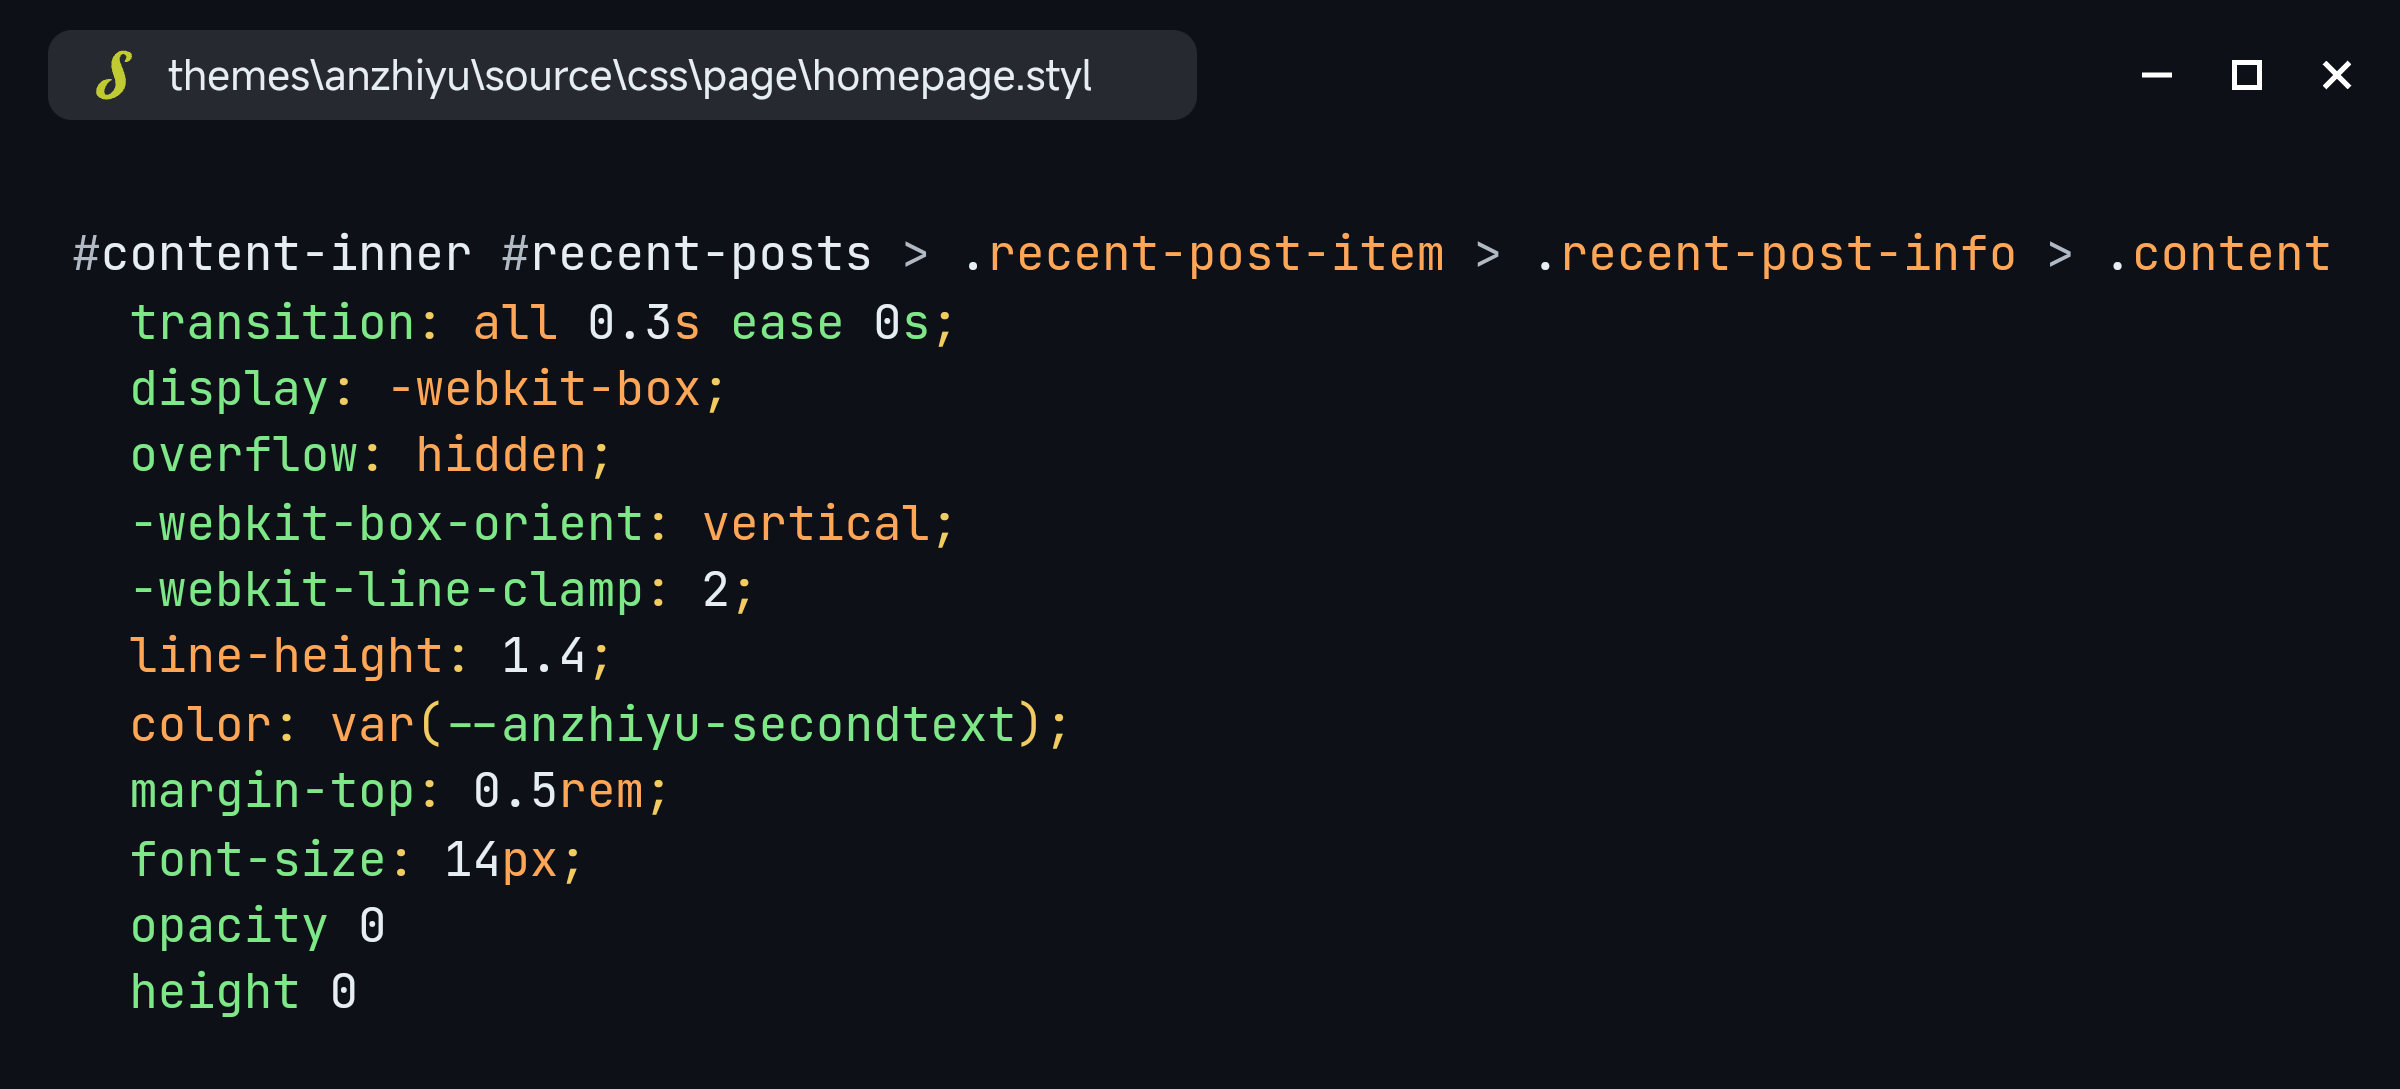 themes\anzhiyu\source\css\page\homepage.styl
#content-inner #recent-posts > .recent-post-item > .recent-post-info > .content
  transition: all 0.3s ease 0s;
  display: -webkit-box;
  overflow: hidden;
  -webkit-box-orient: vertical;
  -webkit-line-clamp: 2;
  line-height: 1.4;
  color: var(--anzhiyu-secondtext);
  margin-top: 0.5rem;
  font-size: 14px;
  opacity 0
  height 0